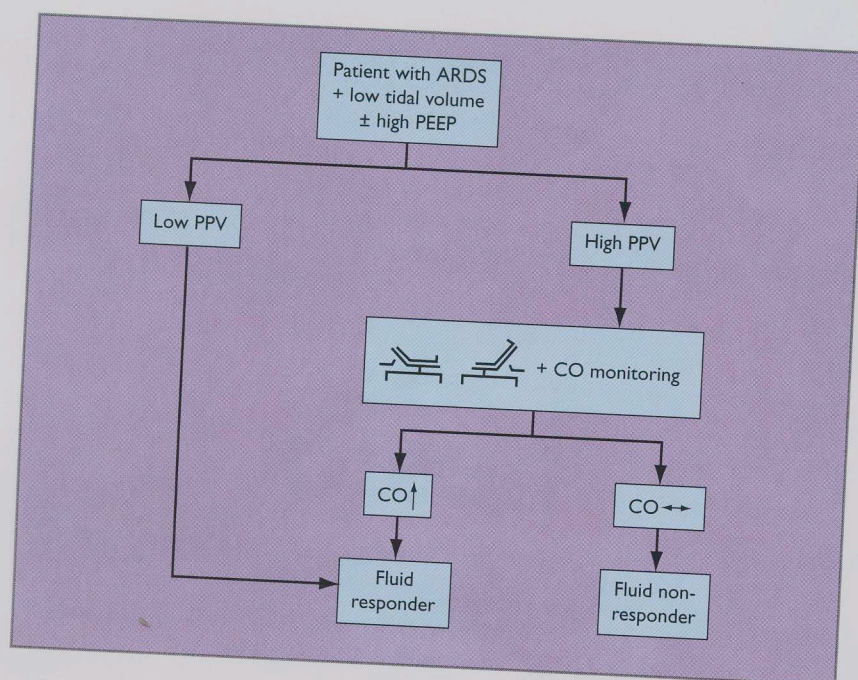 Patient with ARDS
+ low tidal volume
± high PEEP
Low PPV
High PPV
+ CO monitoring
CO↑
CO↔
Fluid
responder
Fluid non-
responder